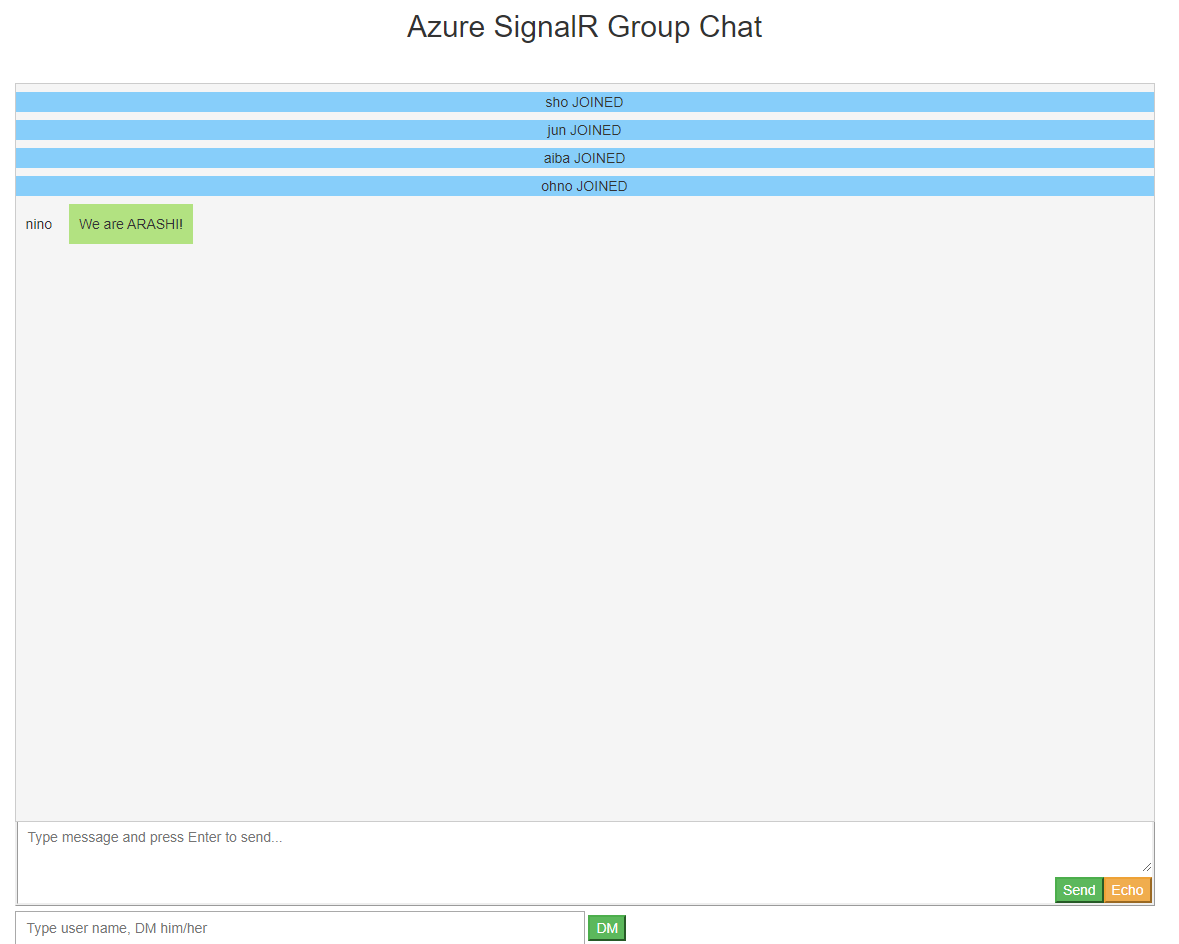 Azure SignalR Group Chat
sho JOINED
jun JOINED
aiba JOINED
ohno JOINED
nino We are ARASHI!
Type message and press Enter to send...
Send Echo
Type user name, DM him/her DM